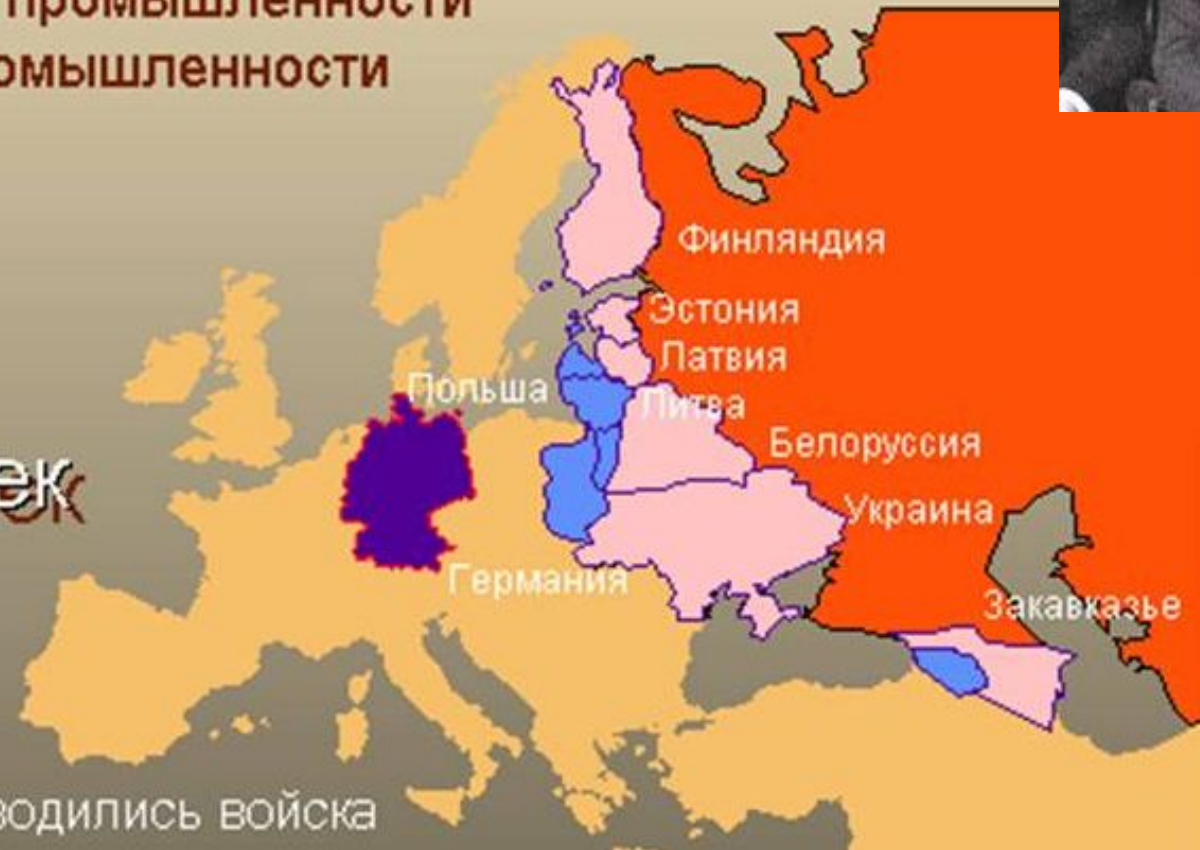 промышленности
омышленности
Финляндия
Эстония
Латвия
Польша
Литва
Белоруссия
ек
Украина
Германия
Закавказье
водились войска